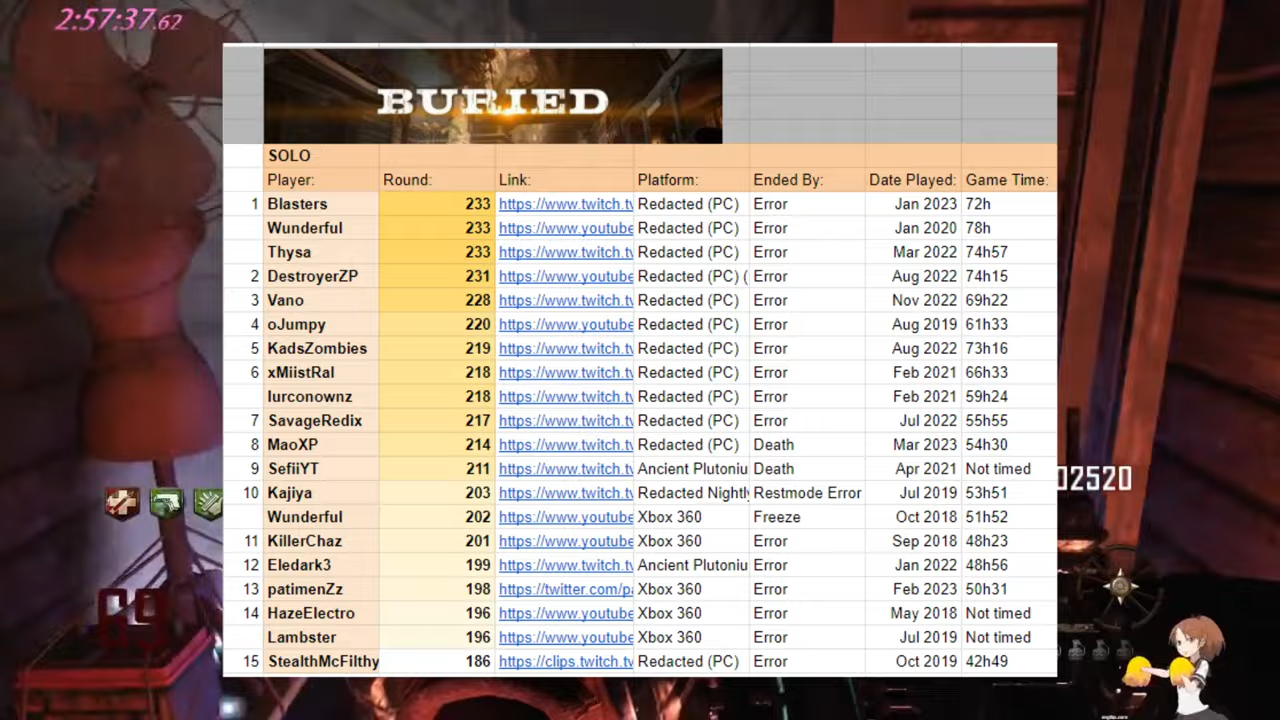 2:57:37.62
BURIED
SOLO
Player: Round: Link: Platform: Ended By: Date Played: Game Time:
1 Blasters 233 https://www.twitch.tv Redacted (PC) Error Jan 2023 72h
Wunderful 233 https://www.youtube Redacted (PC) Error Jan 2020 78h
Thysa 233 https://www.twitch.tv Redacted (PC) Error Mar 2022 74h57
2 DestroyerZP 231 https://www.youtube Redacted (PC) ( Error Aug 2022 74h15
3 Vano 228 https://www.twitch.tv Redacted (PC) Error Nov 2022 69h22
4 oJumpy 220 https://www.youtube Redacted (PC) Error Aug 2019 61h33
5 KadsZombies 219 https://www.twitch.tv Redacted (PC) Error Aug 2022 73h16
6 xMiistRal 218 https://www.twitch.tv Redacted (PC) Error Feb 2021 66h33
lurconownz 218 https://www.twitch.tv Redacted (PC) Error Feb 2021 59h24
7 SavageRedix 217 https://www.twitch.tv Redacted (PC) Error Jul 2022 55h55
8 MaoXP 214 https://www.twitch.tv Redacted (PC) Death Mar 2023 54h30
9 SefiiYT 211 https://www.twitch.tv Ancient Plutoniu Death Apr 2021 Not timed
10 Kajiya 203 https://www.twitch.tv Redacted Nightly Restmode Error Jul 2019 53h51
Wunderful 202 https://www.youtube Xbox 360 Freeze Oct 2018 51h52
11 KillerChaz 201 https://www.youtube Xbox 360 Error Sep 2018 48h23
12 Eledark3 199 https://www.twitch.tv Ancient Plutoniu Error Jan 2022 48h56
13 patimenZz 198 https://twitter.com/pa Xbox 360 Error Feb 2023 50h31
14 HazeElectro 196 https://www.youtube Xbox 360 Error May 2018 Not timed
Lambster 196 https://www.youtube Xbox 360 Error Jul 2019 Not timed
15 StealthMcFilthy 186 https://clips.twitch.tv Redacted (PC) Error Oct 2019 42h49
02520
69